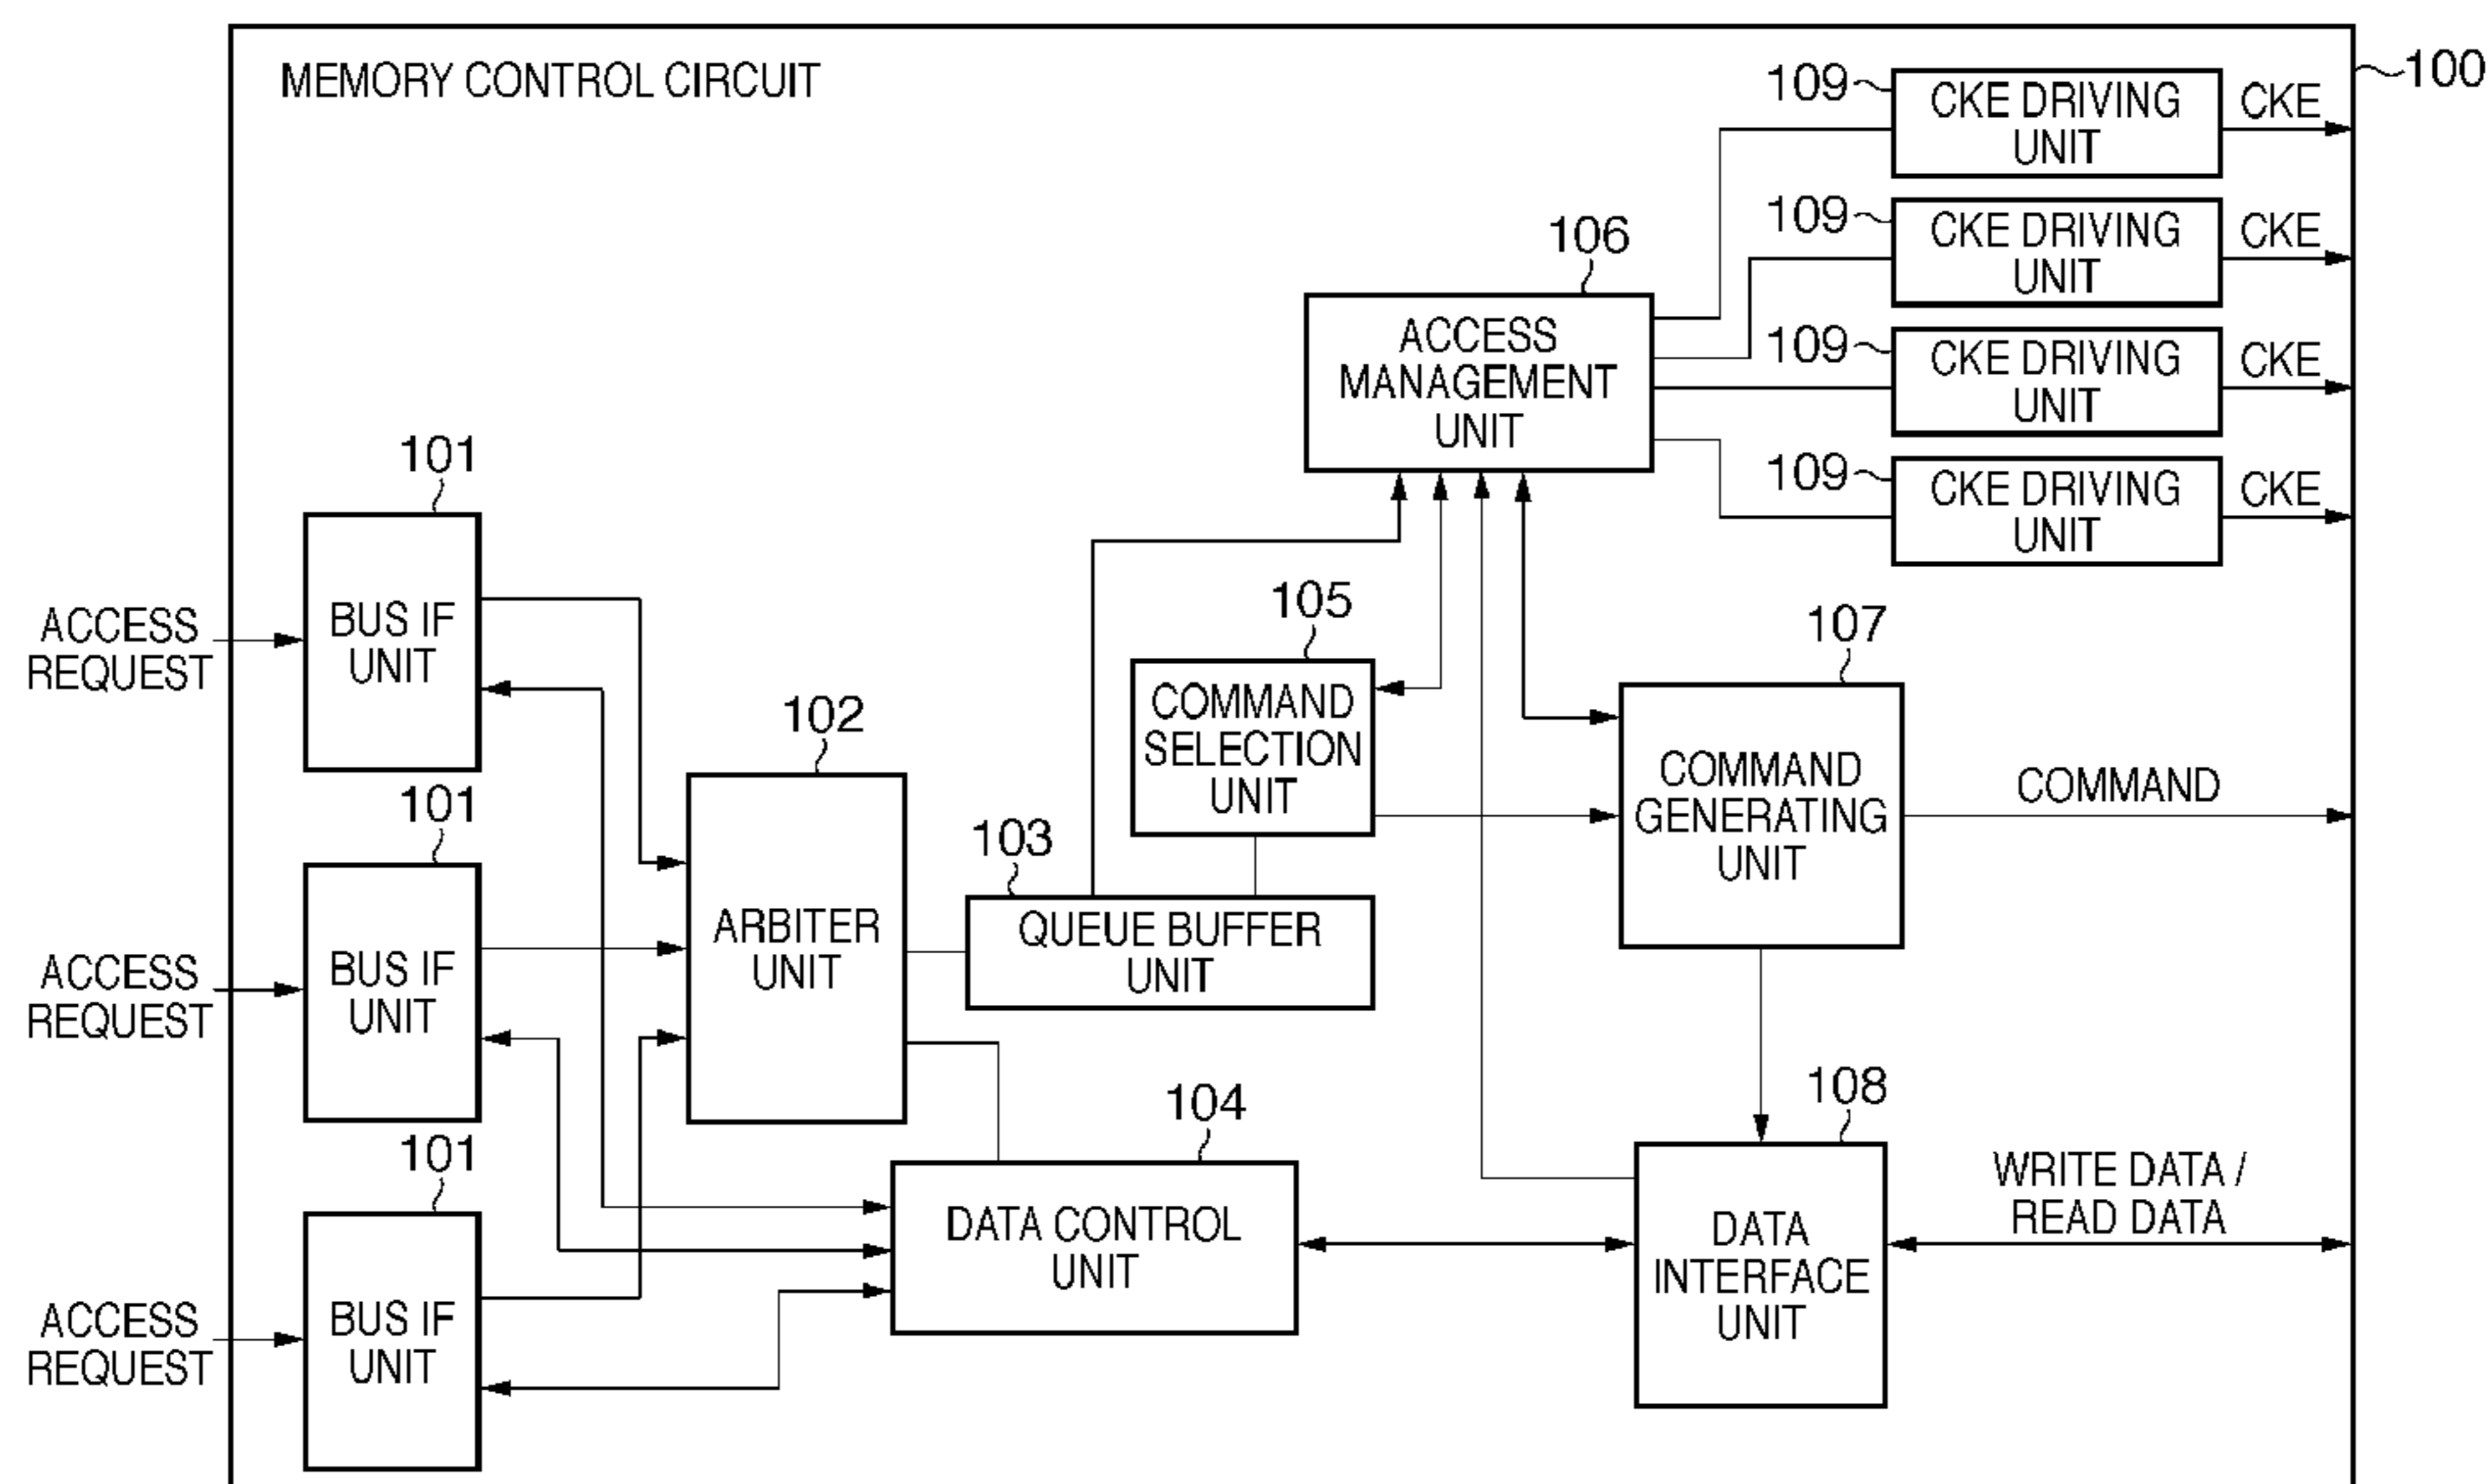 MEMORY CONTROL CIRCUIT
100
109
CKE DRIVING
UNIT
CKE
109
CKE DRIVING
UNIT
CKE
109
CKE DRIVING
UNIT
CKE
109
CKE DRIVING
UNIT
CKE
106
ACCESS
MANAGEMENT
UNIT
101
BUS IF
UNIT
ACCESS
REQUEST
101
BUS IF
UNIT
ACCESS
REQUEST
101
BUS IF
UNIT
ACCESS
REQUEST
102
ARBITER
UNIT
103
QUEUE BUFFER
UNIT
104
DATA CONTROL
UNIT
105
COMMAND
SELECTION
UNIT
107
COMMAND
GENERATING
UNIT
COMMAND
108
DATA
INTERFACE
UNIT
WRITE DATA /
READ DATA